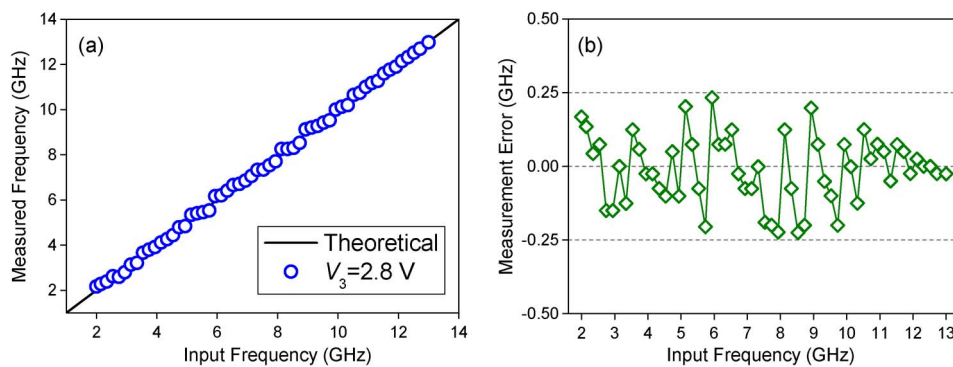 (a)
Measured Frequency (GHz)
14
12
10
8
6
4
2
Theoretical
V3=2.8 V
2 4 6 8 10 12 14
Input Frequency (GHz)
(b)
Measurement Error (GHz)
0.50
0.25
0.00
-0.25
-0.50
2 3 4 5 6 7 8 9 10 11 12 13
Input Frequency (GHz)